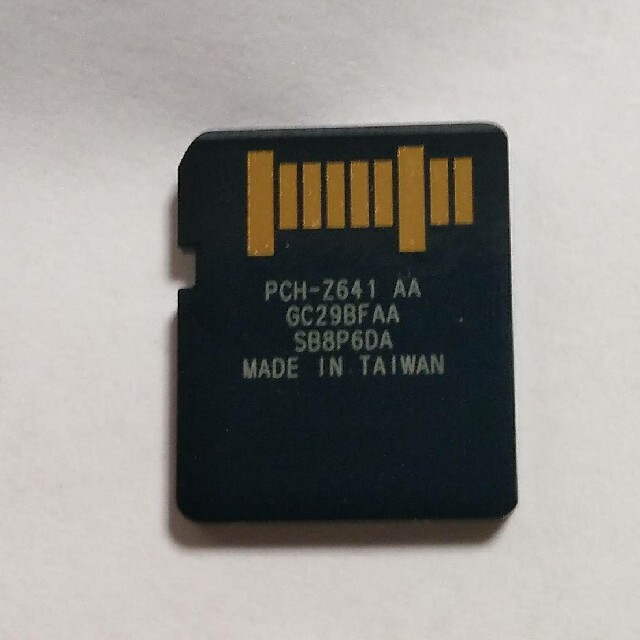 PCH-Z641 AA
GC29BFAA
SB8P6DA
MADE IN TAIWAN